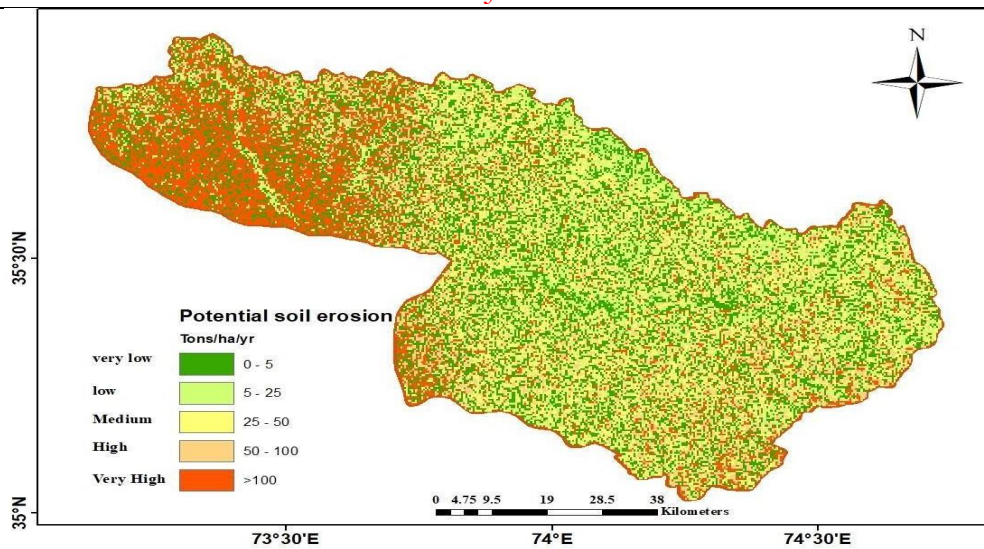 N
35°30'N
Potential soil erosion
Tons/ha/yr
very low 0 - 5
low 5 - 25
Medium 25 - 50
High 50 - 100
Very High >100
0 4.75 9.5 19 28.5 38
Kilometers
35°N
73°30'E 74°E 74°30'E